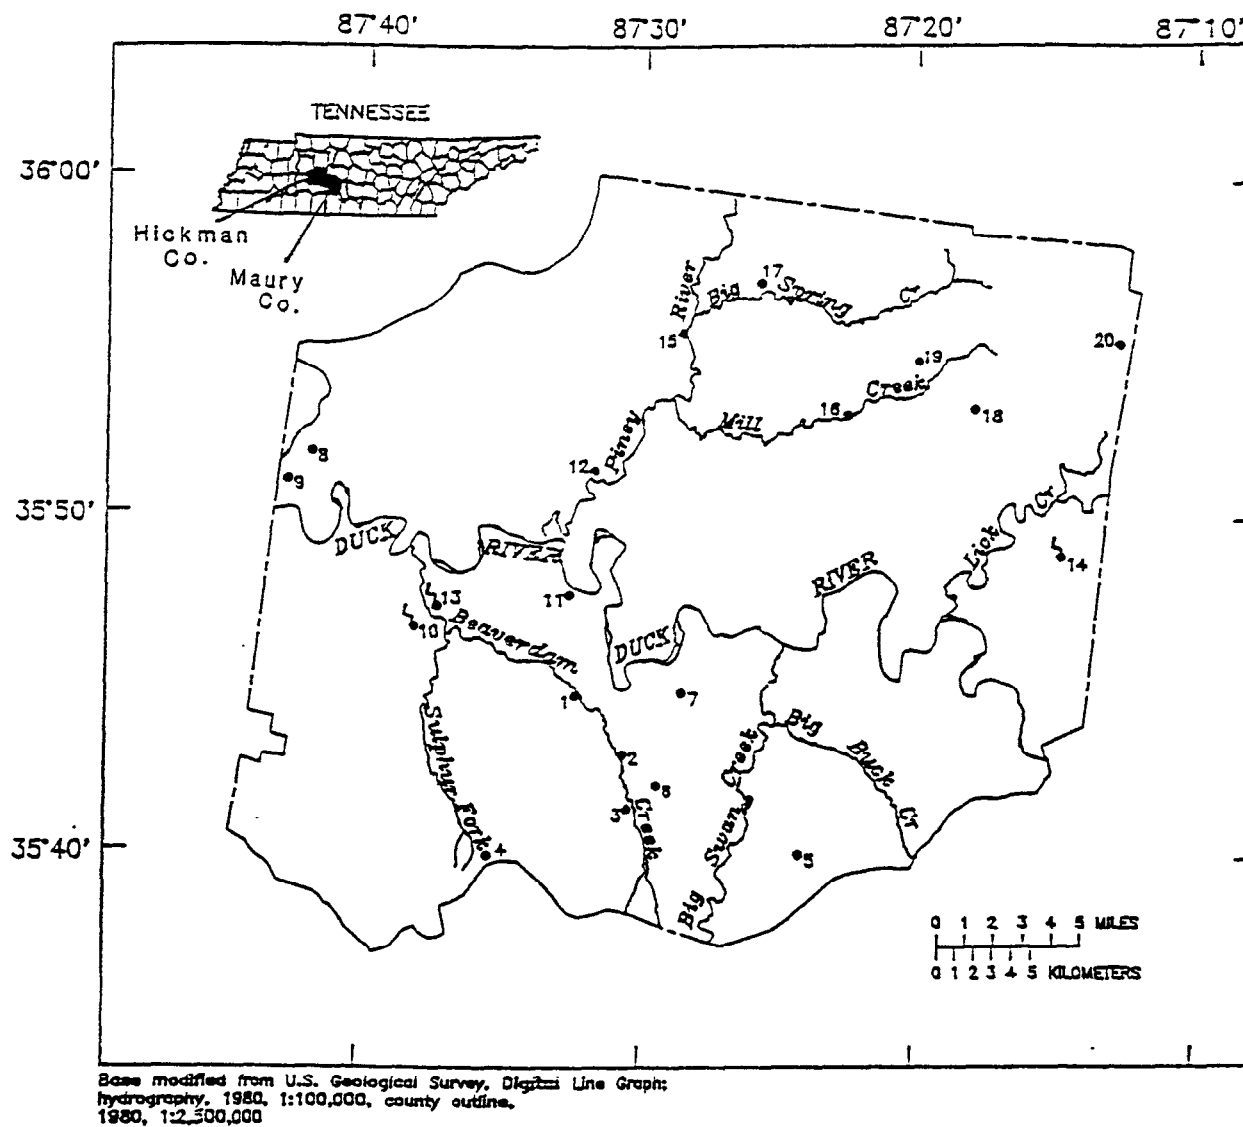 87°40' 87°30' 87°20' 87°10'
TENNESSEE
36°00'
Hickman
Co.
Maury
Co.
River
Big Spring Cr
17
15
20
19
Creek
16
Mill
18
Piney
8
12
9
35°50'
DUCK
RIVER
Lick Cr
14
RIVER
13
11
10
Beaverdam
DUCK
1
7
Sulphur Fork
Big Buck Cr
2
6
3
Creek
Big Swan Creek
35°40'
4
5
0 1 2 3 4 5 MILES
0 1 2 3 4 5 KILOMETERS
Base modified from U.S. Geological Survey, Digital Line Graph;
hydrography, 1980, 1:100,000, county outline,
1980, 1:2,500,000